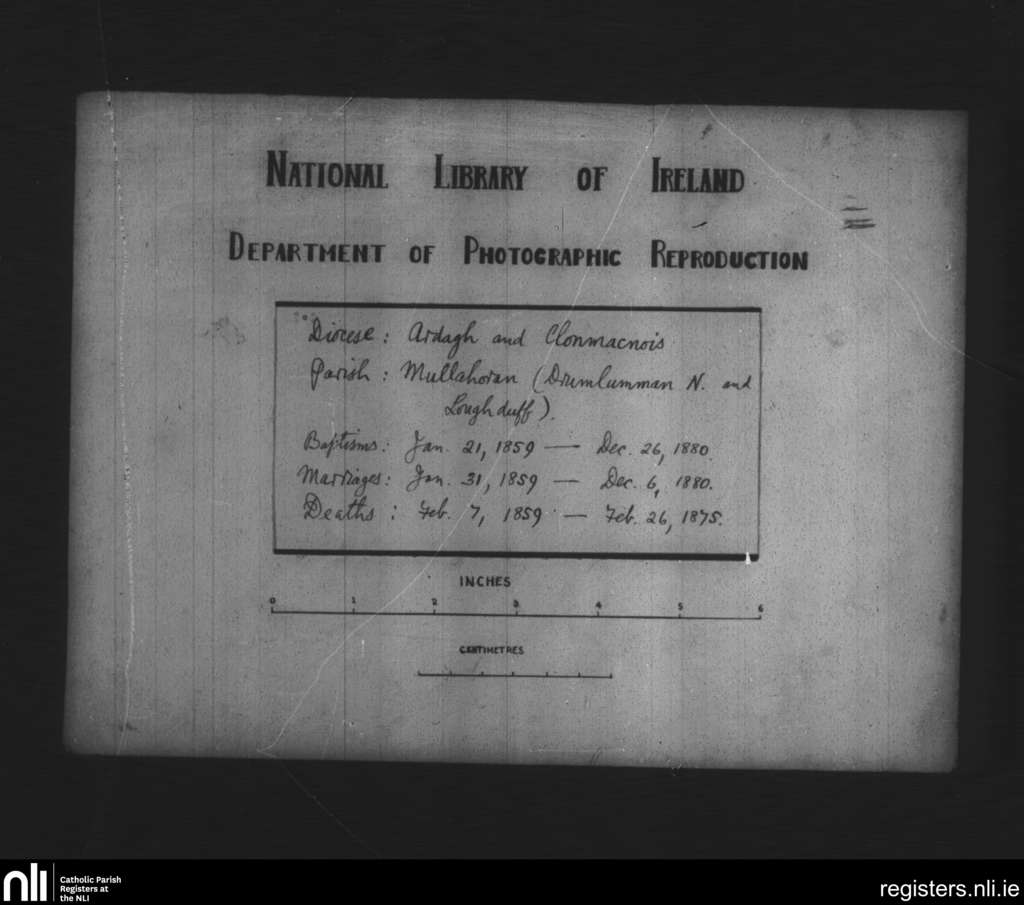 NATIONAL LIBRARY OF IRELAND
DEPARTMENT OF PHOTOGRAPHIC REPRODUCTION
Diocese: Ardagh and Clonmacnois
Parish: Mullahoran (Drumlumman N. and
Loughduff).
Baptisms: Jan. 21, 1859 — Dec. 26, 1880.
Marriages: Jan. 31, 1859 — Dec. 6, 1880.
Deaths: Feb. 7, 1859 — Feb. 26, 1875.
INCHES
0 1 2 3 4 5 6
CENTIMETRES
nli
Catholic Parish
Registers at
the NLI
registers.nli.ie